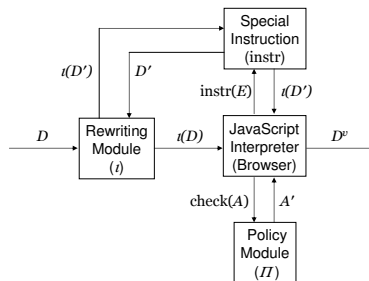 Special
Instruction
(instr)
ι(D′)
D′
instr(E)
ι(D′)
D
Rewriting
Module
(ι)
ι(D)
JavaScript
Interpreter
(Browser)
Dᵛ
check(A)
A′
Policy
Module
(Π)